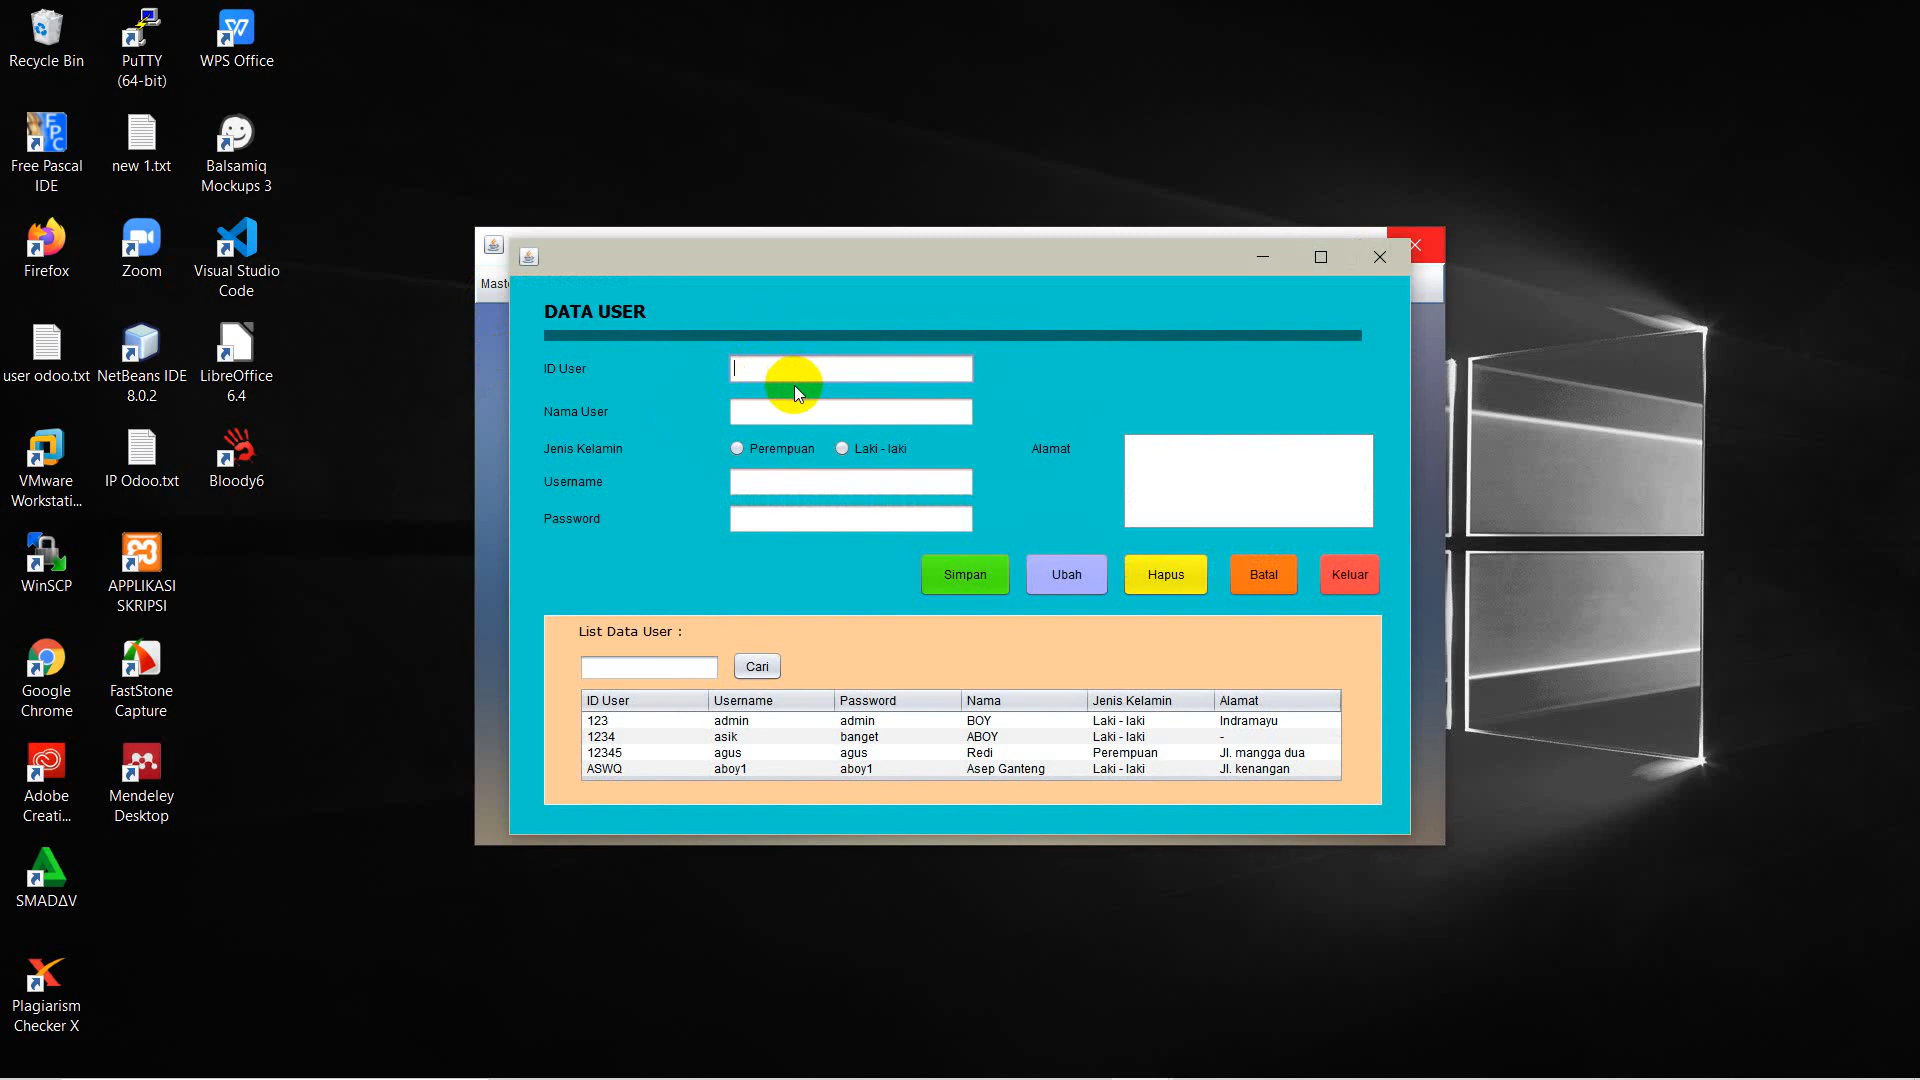 Recycle Bin
PuTTY
(64-bit)
WPS Office
Free Pascal
IDE
new 1.txt
Balsamiq
Mockups 3
Firefox
Zoom
Visual Studio
Code
user odoo.txt
NetBeans IDE
8.0.2
LibreOffice
6.4
VMware
Workstati...
IP Odoo.txt
Bloody6
WinSCP
APPLIKASI
SKRIPSI
Google
Chrome
FastStone
Capture
Adobe
Creati...
Mendeley
Desktop
SMADΔV
Plagiarism
Checker X
DATA USER
ID User
Nama User
Jenis Kelamin Perempuan Laki - laki Alamat
Username
Password
Simpan Ubah Hapus Batal Keluar
List Data User :
Cari
ID User Username Password Nama Jenis Kelamin Alamat
123 admin admin BOY Laki - laki Indramayu
1234 asik banget ABOY Laki - laki -
12345 agus agus Redi Perempuan Jl. mangga dua
ASWQ aboy1 aboy1 Asep Ganteng Laki - laki Jl. kenangan